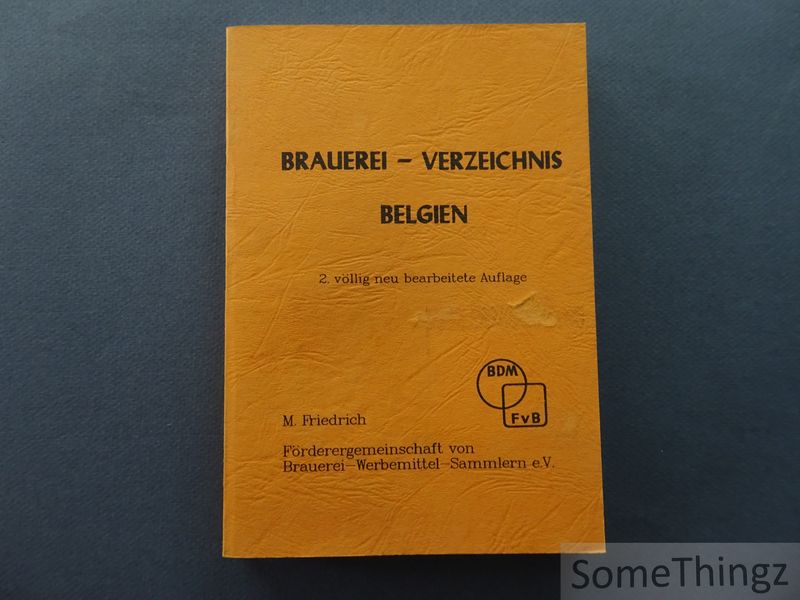 BRAUEREI – VERZEICHNIS
BELGIEN
2. völlig neu bearbeitete Auflage
BDM
FvB
M. Friedrich
Förderergemeinschaft von
Brauerei-Werbemittel-Sammlern e.V.
SomeThingz